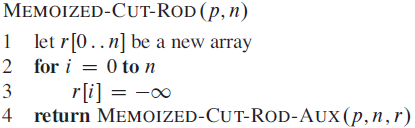 MEMOIZED-CUT-ROD(p, n)
1 let r[0 . . n] be a new array
2 for i = 0 to n
3 r[i] = −∞
4 return MEMOIZED-CUT-ROD-AUX(p, n, r)